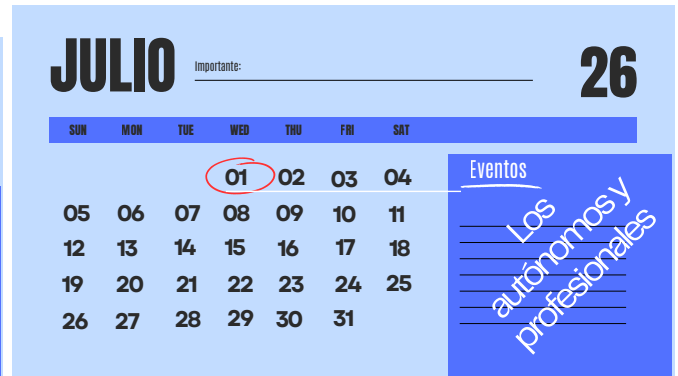 JULIO
Importante:
26
SUN MON TUE WED THU FRI SAT
01 02 03 04
05 06 07 08 09 10 11
12 13 14 15 16 17 18
19 20 21 22 23 24 25
26 27 28 29 30 31
Eventos
Los
autónomos y
profesionales